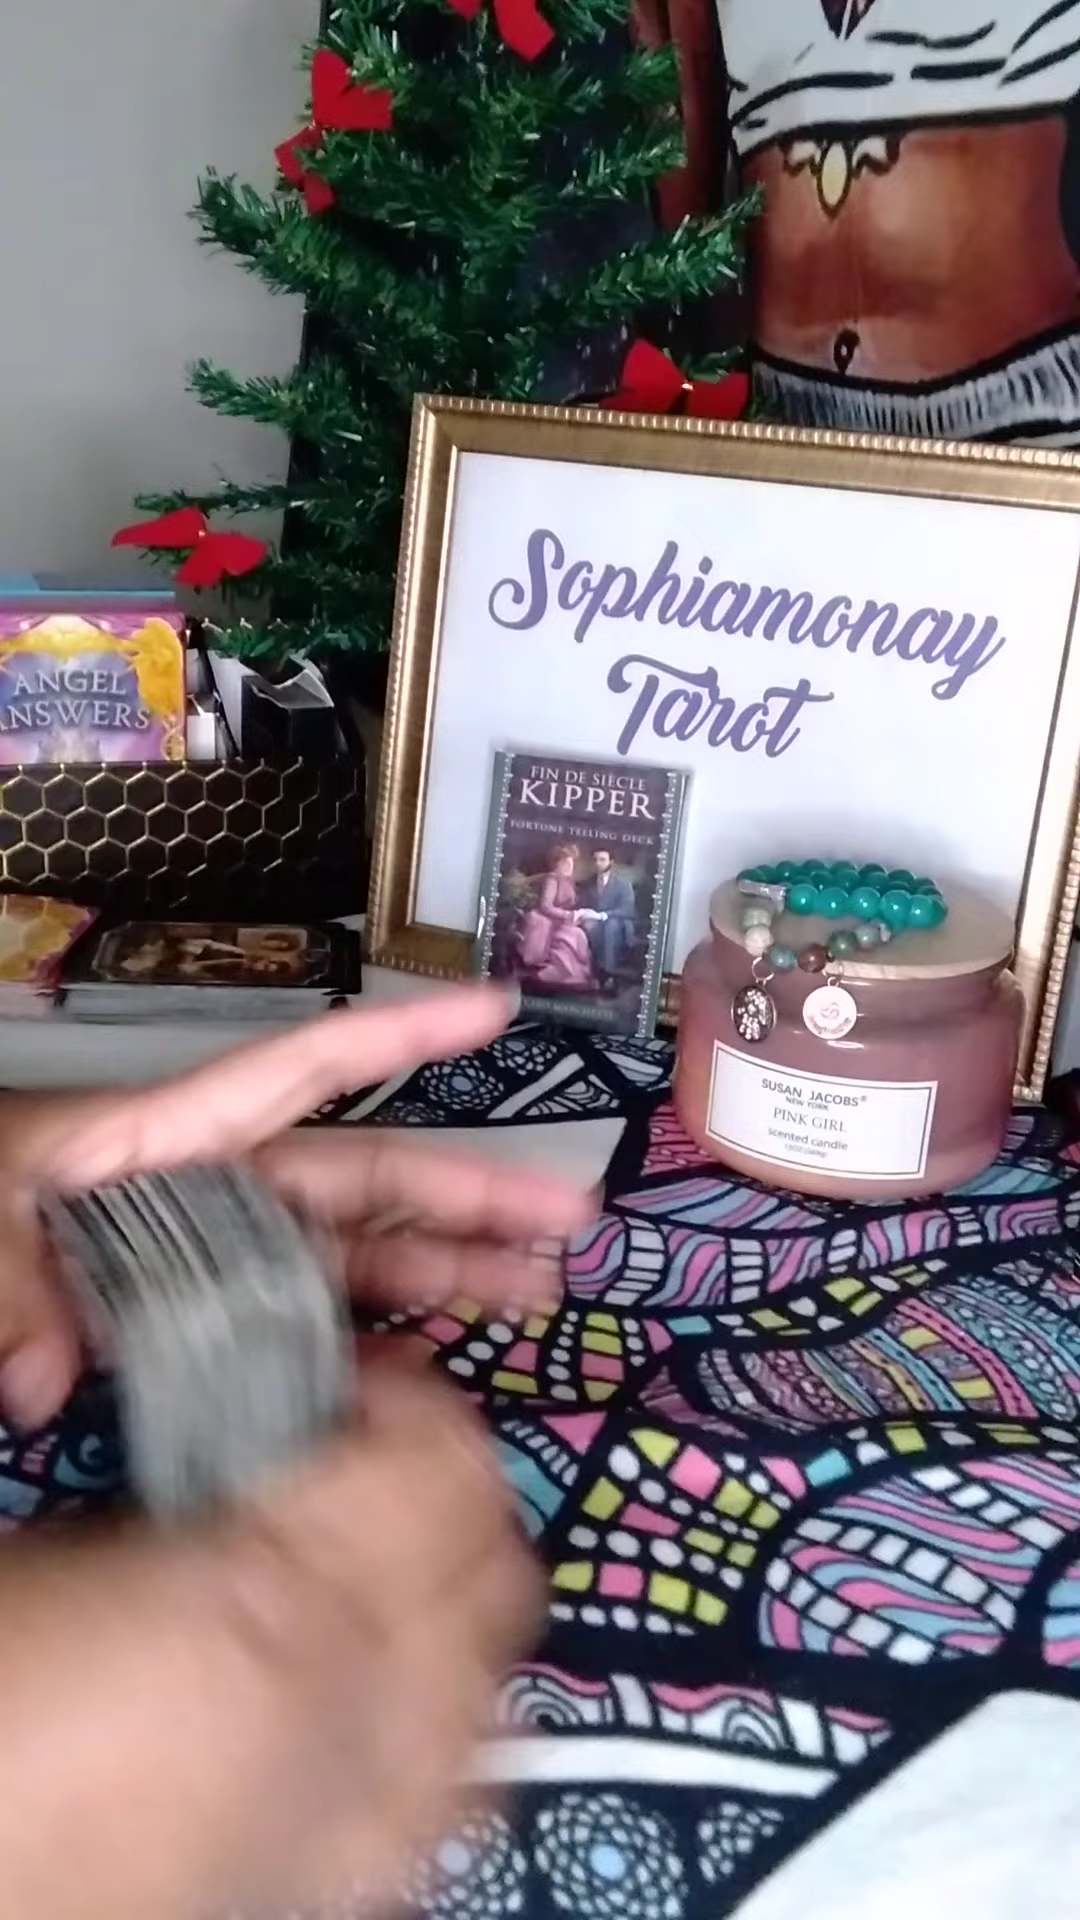 Sophiamonay
Tarot
ANGEL
ANSWERS
FIN DE SIÈCLE
KIPPER
FORTUNE TELLING DECK
SUSAN JACOBS®
NEW YORK
PINK GIRL
scented candle